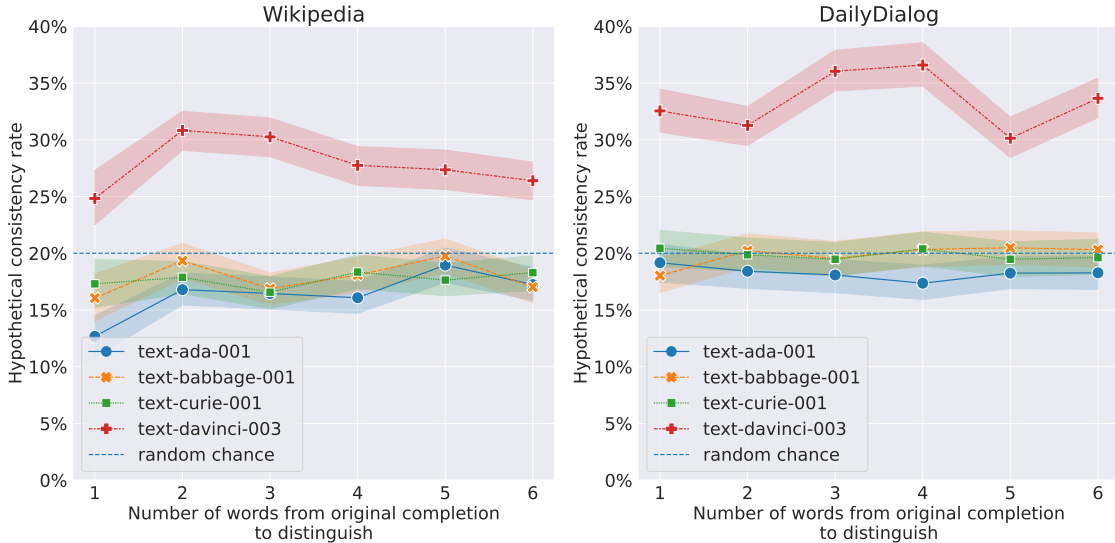 Wikipedia
40%
35%
30%
25%
20%
15%
10%
5%
0%
Hypothetical consistency rate
text-ada-001
text-babbage-001
text-curie-001
text-davinci-003
random chance
1 2 3 4 5 6
Number of words from original completion
to distinguish
DailyDialog
40%
35%
30%
25%
20%
15%
10%
5%
0%
Hypothetical consistency rate
text-ada-001
text-babbage-001
text-curie-001
text-davinci-003
random chance
1 2 3 4 5 6
Number of words from original completion
to distinguish